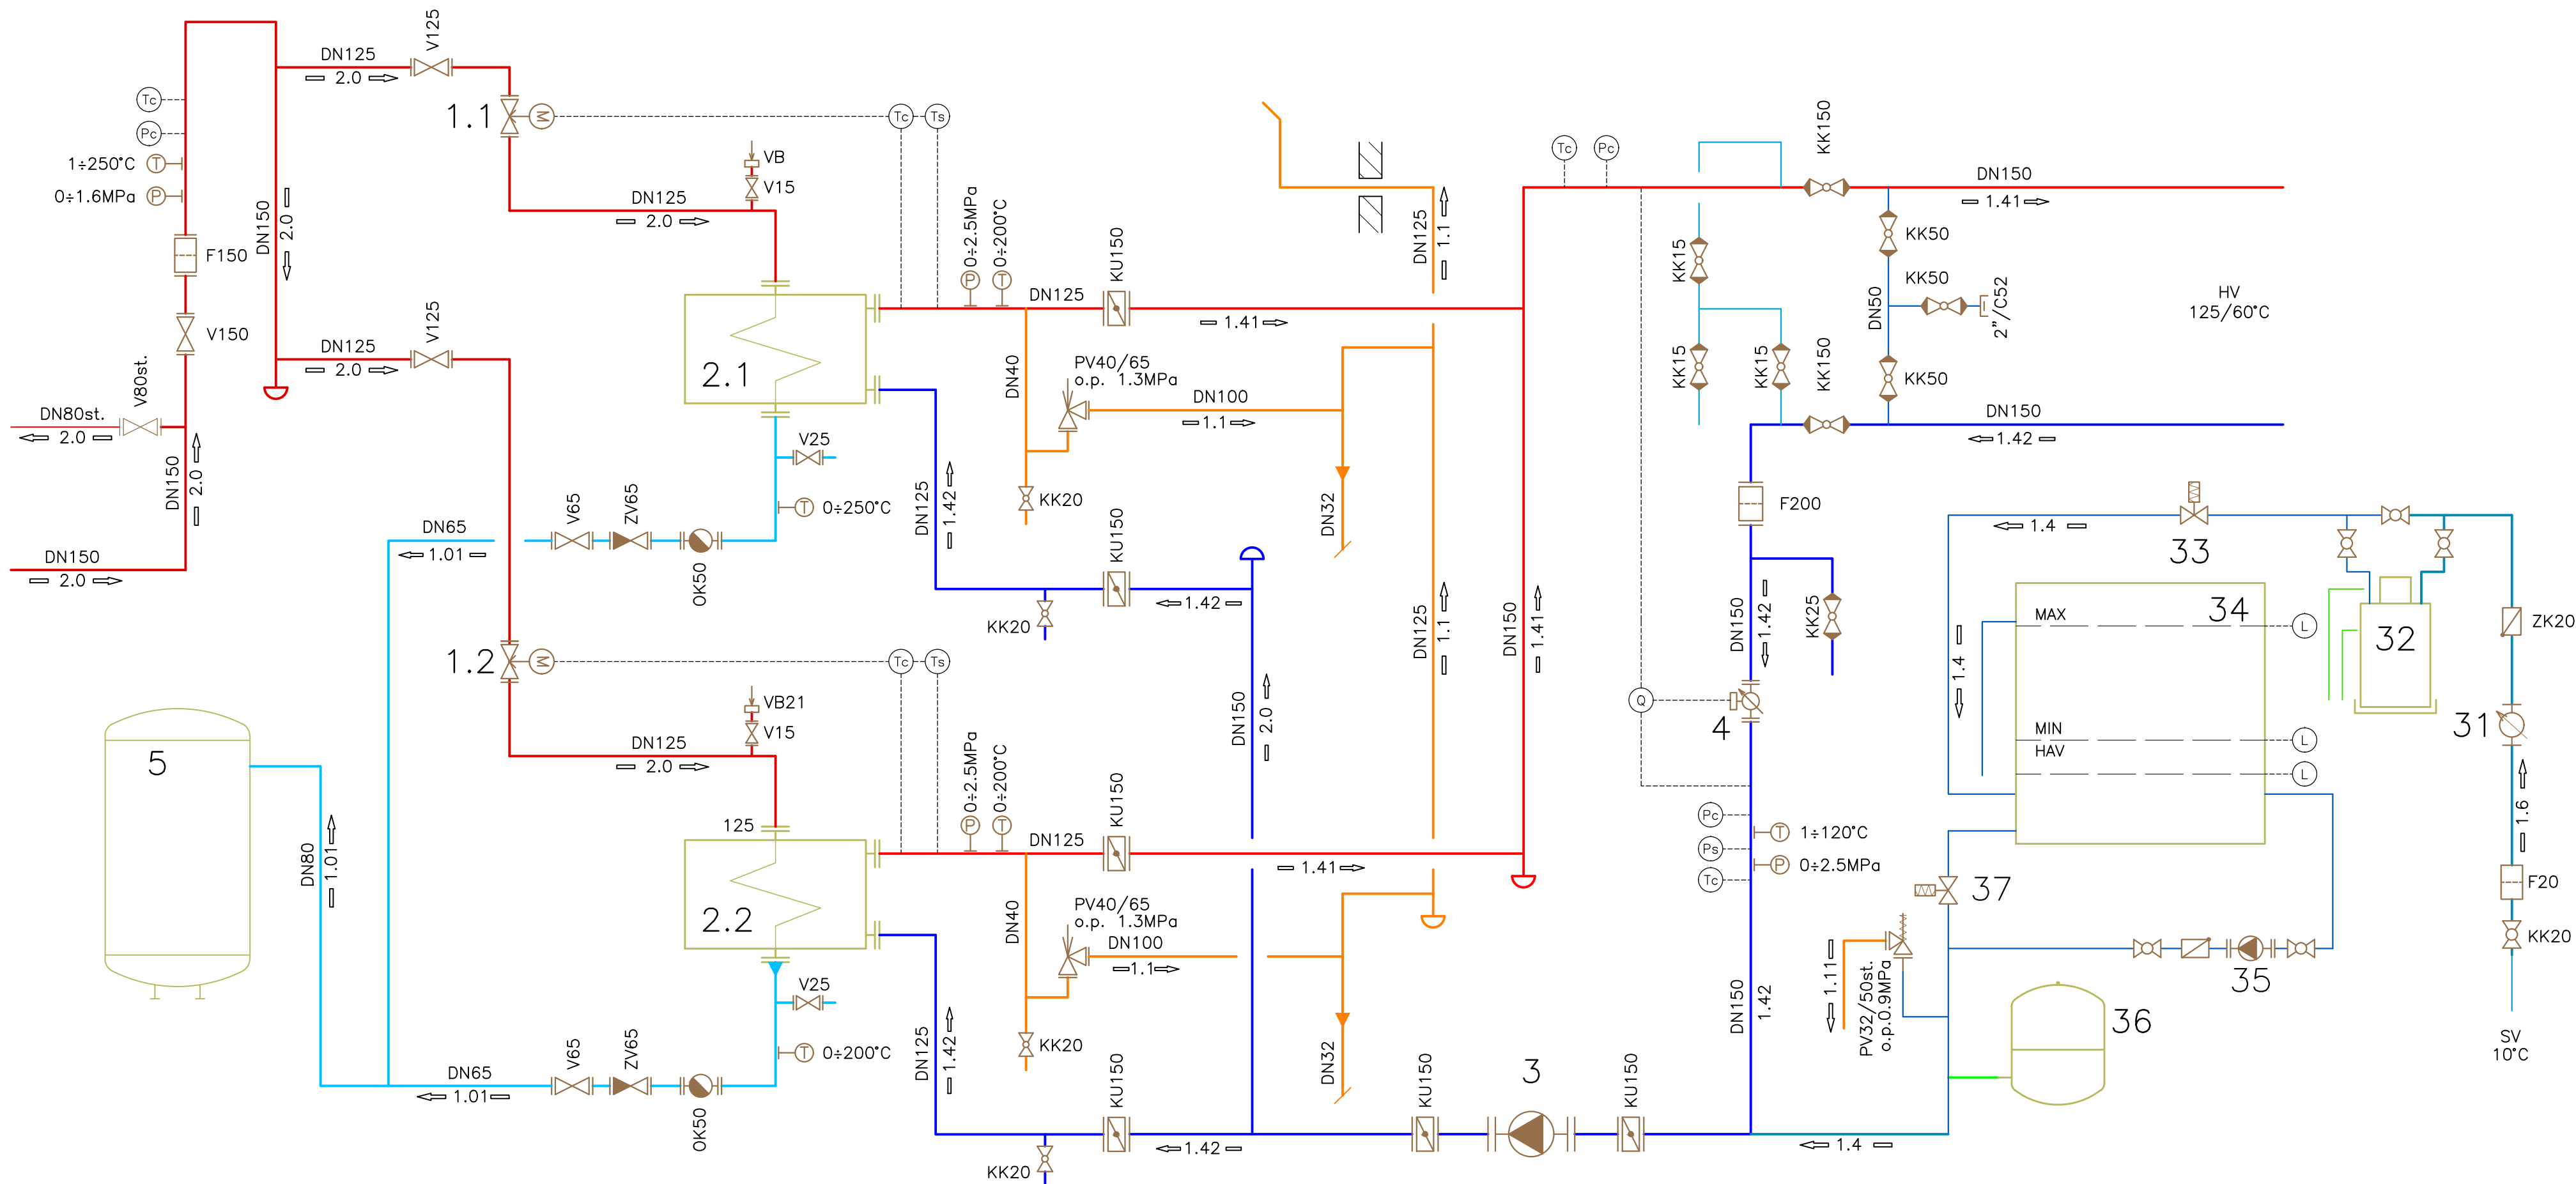 DN125
2.0
V125
1.1
M
Tc
Ts
Tc
Pc
1÷250°C
T
0÷1.6MPa
P
F150
V150
V80st.
DN80st.
2.0
DN150
2.0
DN150
2.0
DN150
2.0
DN125
2.0
V125
VB
V15
DN125
2.0
2.1
P
0÷2.5MPa
T
0÷200°C
DN125
KU150
1.41
DN40
PV40/65
o.p. 1.3MPa
DN100
1.1
KK20
DN32
V25
T
0÷250°C
V65
ZV65
OK50
DN65
1.01
DN125
1.42
KU150
1.42
KK20
DN125
1.1
DN125
1.1
DN150
1.41
DN150
2.0
1.2
M
Tc
Ts
VB21
V15
DN125
2.0
125
2.2
P
0÷2.5MPa
T
0÷200°C
DN125
KU150
1.41
DN40
PV40/65
o.p. 1.3MPa
DN100
1.1
KK20
DN32
V25
T
0÷200°C
V65
ZV65
OK50
DN65
1.01
DN80
1.01
5
DN125
1.42
KU150
1.42
KK20
KU150
3
KU150
Tc
Pc
KK150
DN150
1.41
KK15
KK15
KK15
KK150
KK50
KK50
2"/C52
DN50
KK50
HV
125/60°C
DN150
1.42
F200
DN150
1.42
KK25
Q
4
Pc
T
1÷120°C
Ps
P
0÷2.5MPa
Tc
DN150
1.42
1.4
1.4
33
1.4
34
MAX
L
MIN
L
HAV
L
32
ZK20
31
1.6
F20
KK20
SV
10°C
37
1.11
PV32/50st.
o.p.0.9MPa
35
36